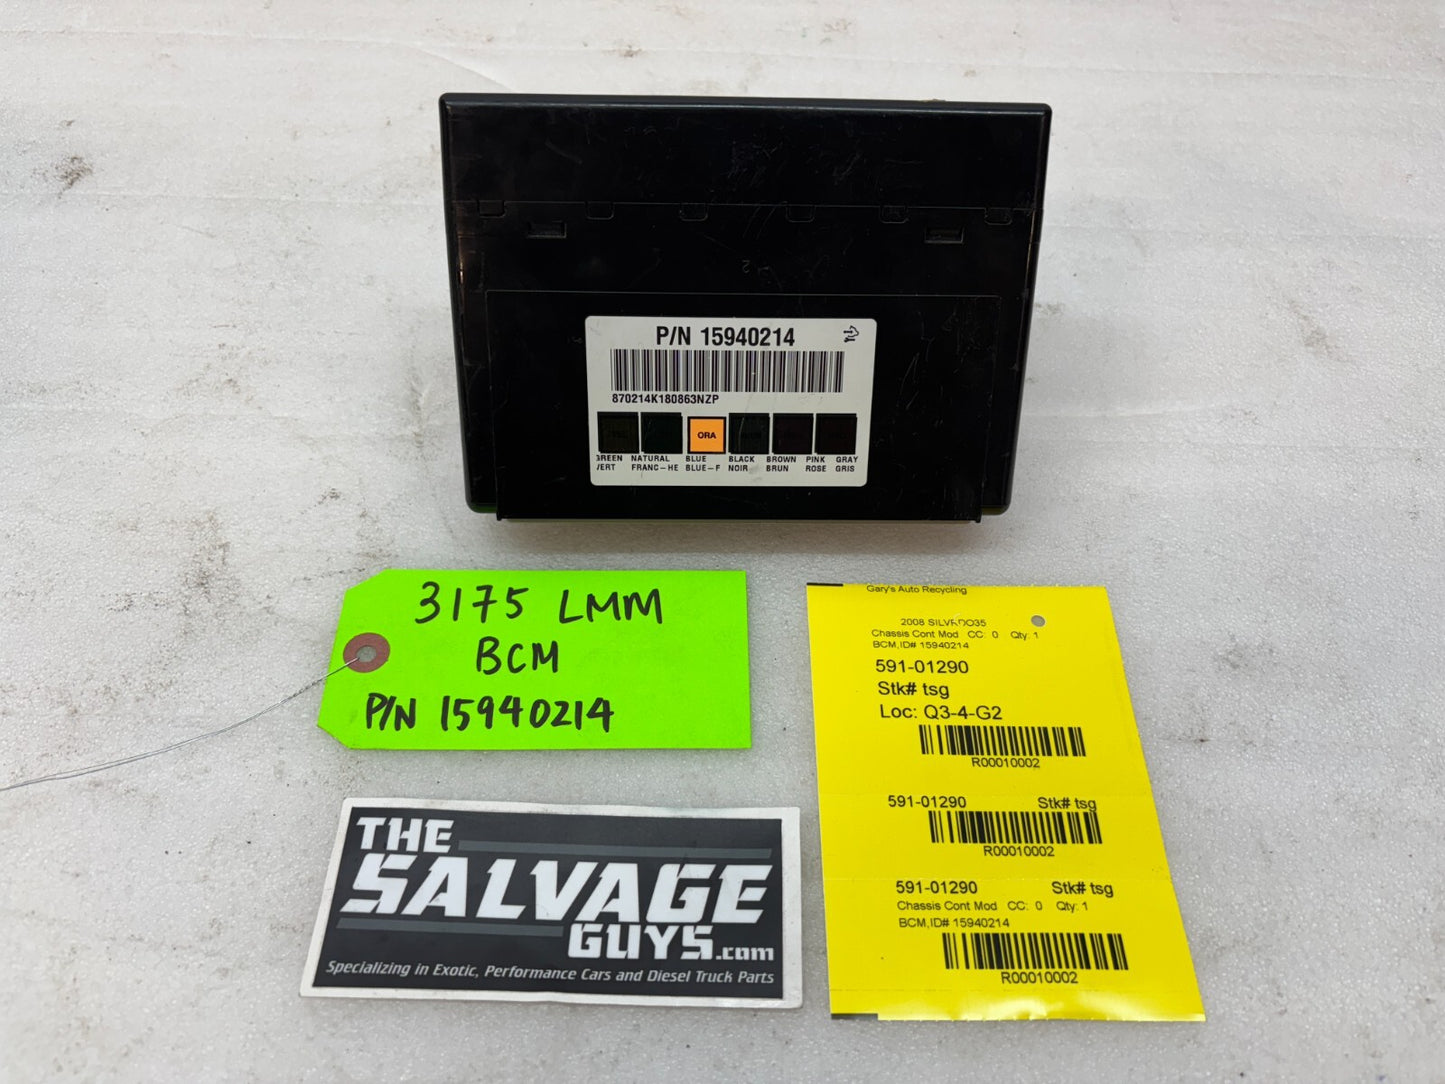 P/N 15940214
870214K180863NZP
ORA
GREEN NATURAL BLUE BLACK BROWN PINK GRAY
VERT FRANC-HE BLUE-F NOIR BRUN ROSE GRIS
3175 LMM
BCM
P/N 15940214
THE
SALVAGE
GUYS.com
Specializing in Exotic, Performance Cars and Diesel Truck Parts
Gary's Auto Recycling
2008 SILVRDO35
Chassis Cont Mod CC: 0 Qty: 1
BCM,ID# 15940214
591-01290
Stk# tsg
Loc: Q3-4-G2
R00010002
591-01290 Stk# tsg
R00010002
591-01290 Stk# tsg
Chassis Cont Mod CC: 0 Qty: 1
BCM,ID# 15940214
R00010002